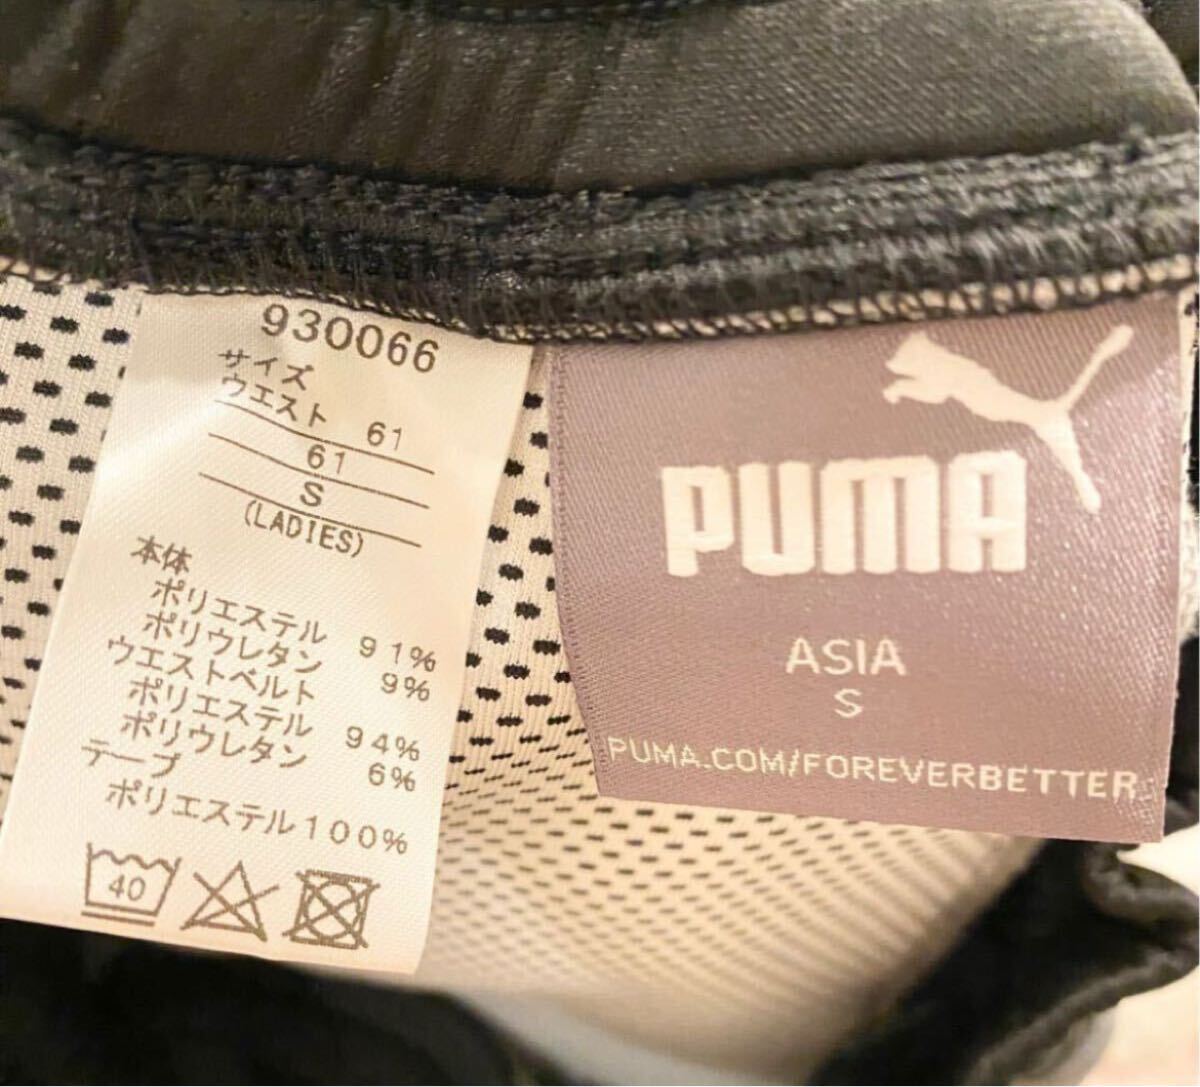 930066
サイズ
ウエスト 61
61
S
(LADIES)
本体
ポリエステル 91%
ポリウレタン 9%
ウエストベルト
ポリエステル 94%
ポリウレタン 6%
テープ
ポリエステル100%
40
PUMA
ASIA
S
PUMA.COM/FOREVERBETTER